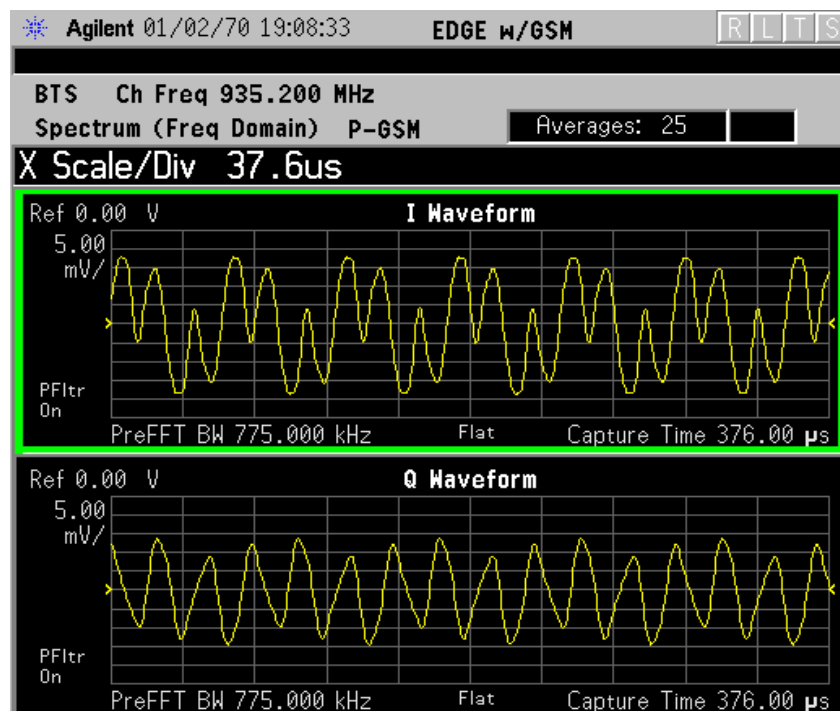 Agilent 01/02/70 19:08:33 EDGE w/GSM R L T S
BTS Ch Freq 935.200 MHz
Spectrum (Freq Domain) P-GSM Averages: 25
X Scale/Div 37.6us
Ref 0.00 V I Waveform
5.00
mV/
PFltr
On
PreFFT BW 775.000 kHz Flat Capture Time 376.00 µs
Ref 0.00 V Q Waveform
5.00
mV/
PFltr
On
PreFFT BW 775.000 kHz Flat Capture Time 376.00 µs